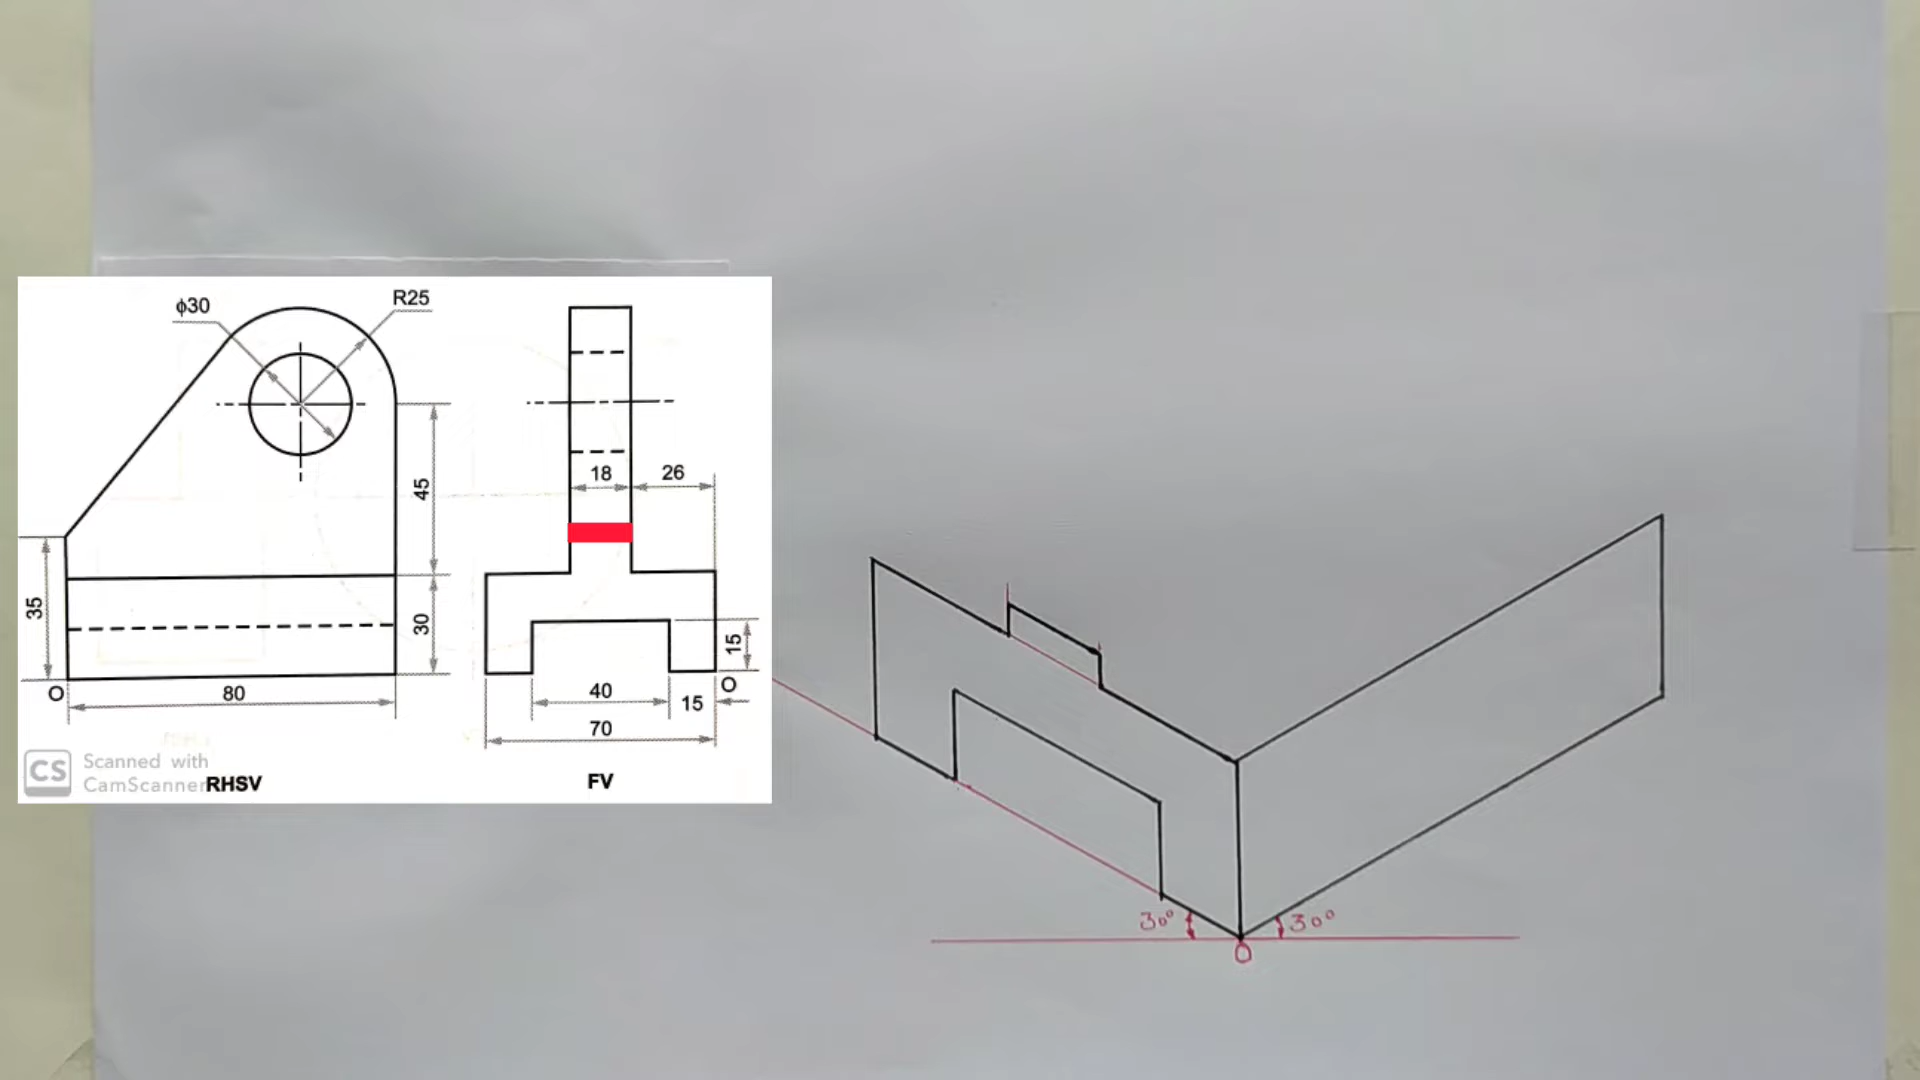 ϕ30
R25
18
26
45
35
30
15
O
80
40
15
O
70
CS
Scanned with
CamScanner
RHSV
FV
30°
30°
O